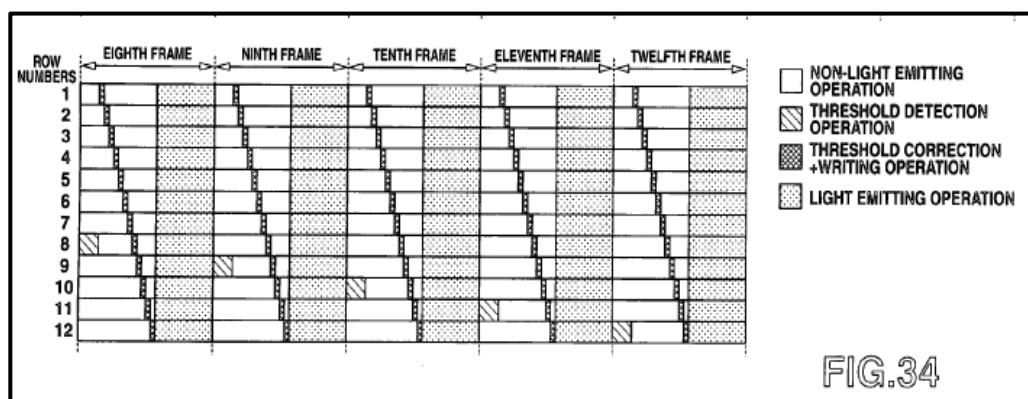 EIGHTH FRAME NINTH FRAME TENTH FRAME ELEVENTH FRAME TWELFTH FRAME
ROW
NUMBERS
1
2
3
4
5
6
7
8
9
10
11
12
NON-LIGHT EMITTING
OPERATION
THRESHOLD DETECTION
OPERATION
THRESHOLD CORRECTION
+WRITING OPERATION
LIGHT EMITTING OPERATION
FIG.34